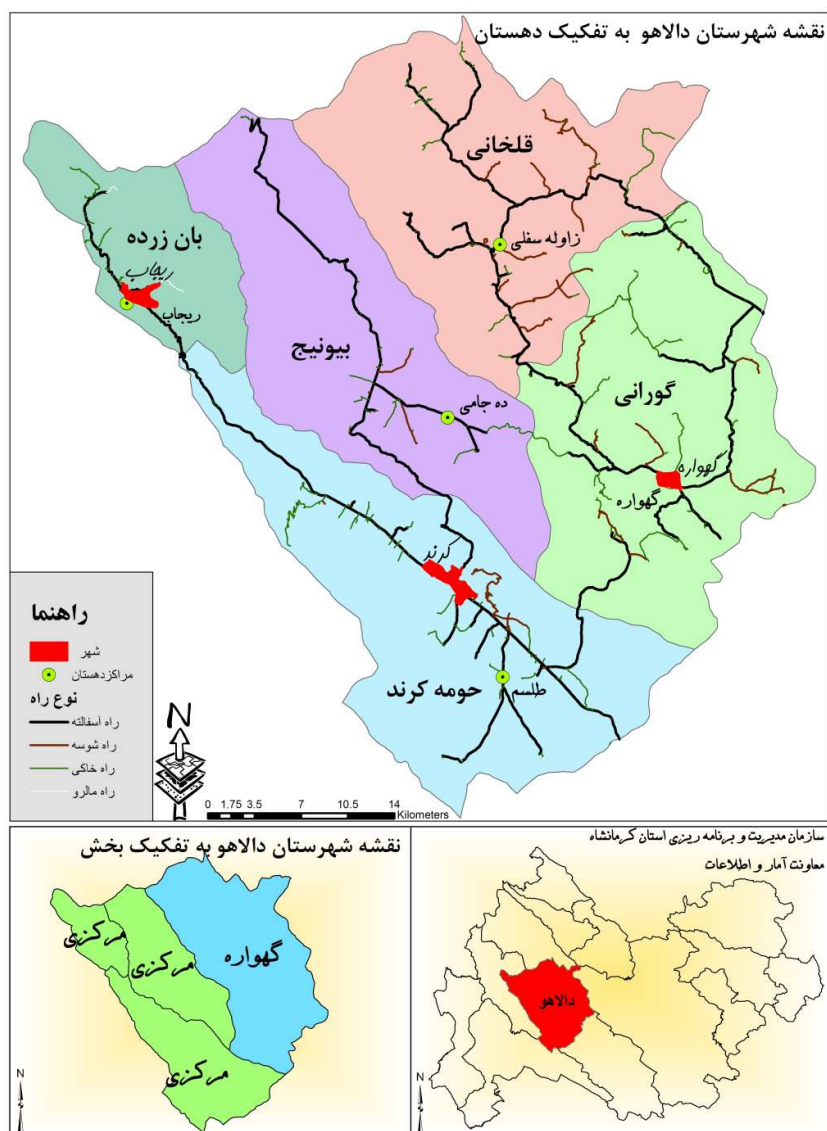 نقشه شهرستان دالاهو به تفکیک دهستان
قلخانی
زاوله سفلی
بان زرده
ریجاب
ریجاب
بیونیج
ده جامی
گورانی
گهواره
گهواره
کرند
حومه کرند
طلسم
راهنما
شهر
مراکزدهستان
نوع راه
راه آسفالته
راه شوسه
راه خاکی
راه مالرو
N
0 1.75 3.5 7 10.5 14
Kilometers
نقشه شهرستان دالاهو به تفکیک بخش
مرکزی
مرکزی
گهواره
مرکزی
N
سازمان مدیریت و برنامه ریزی استان کرمانشاه
معاونت آمار و اطلاعات
دالاهو
N